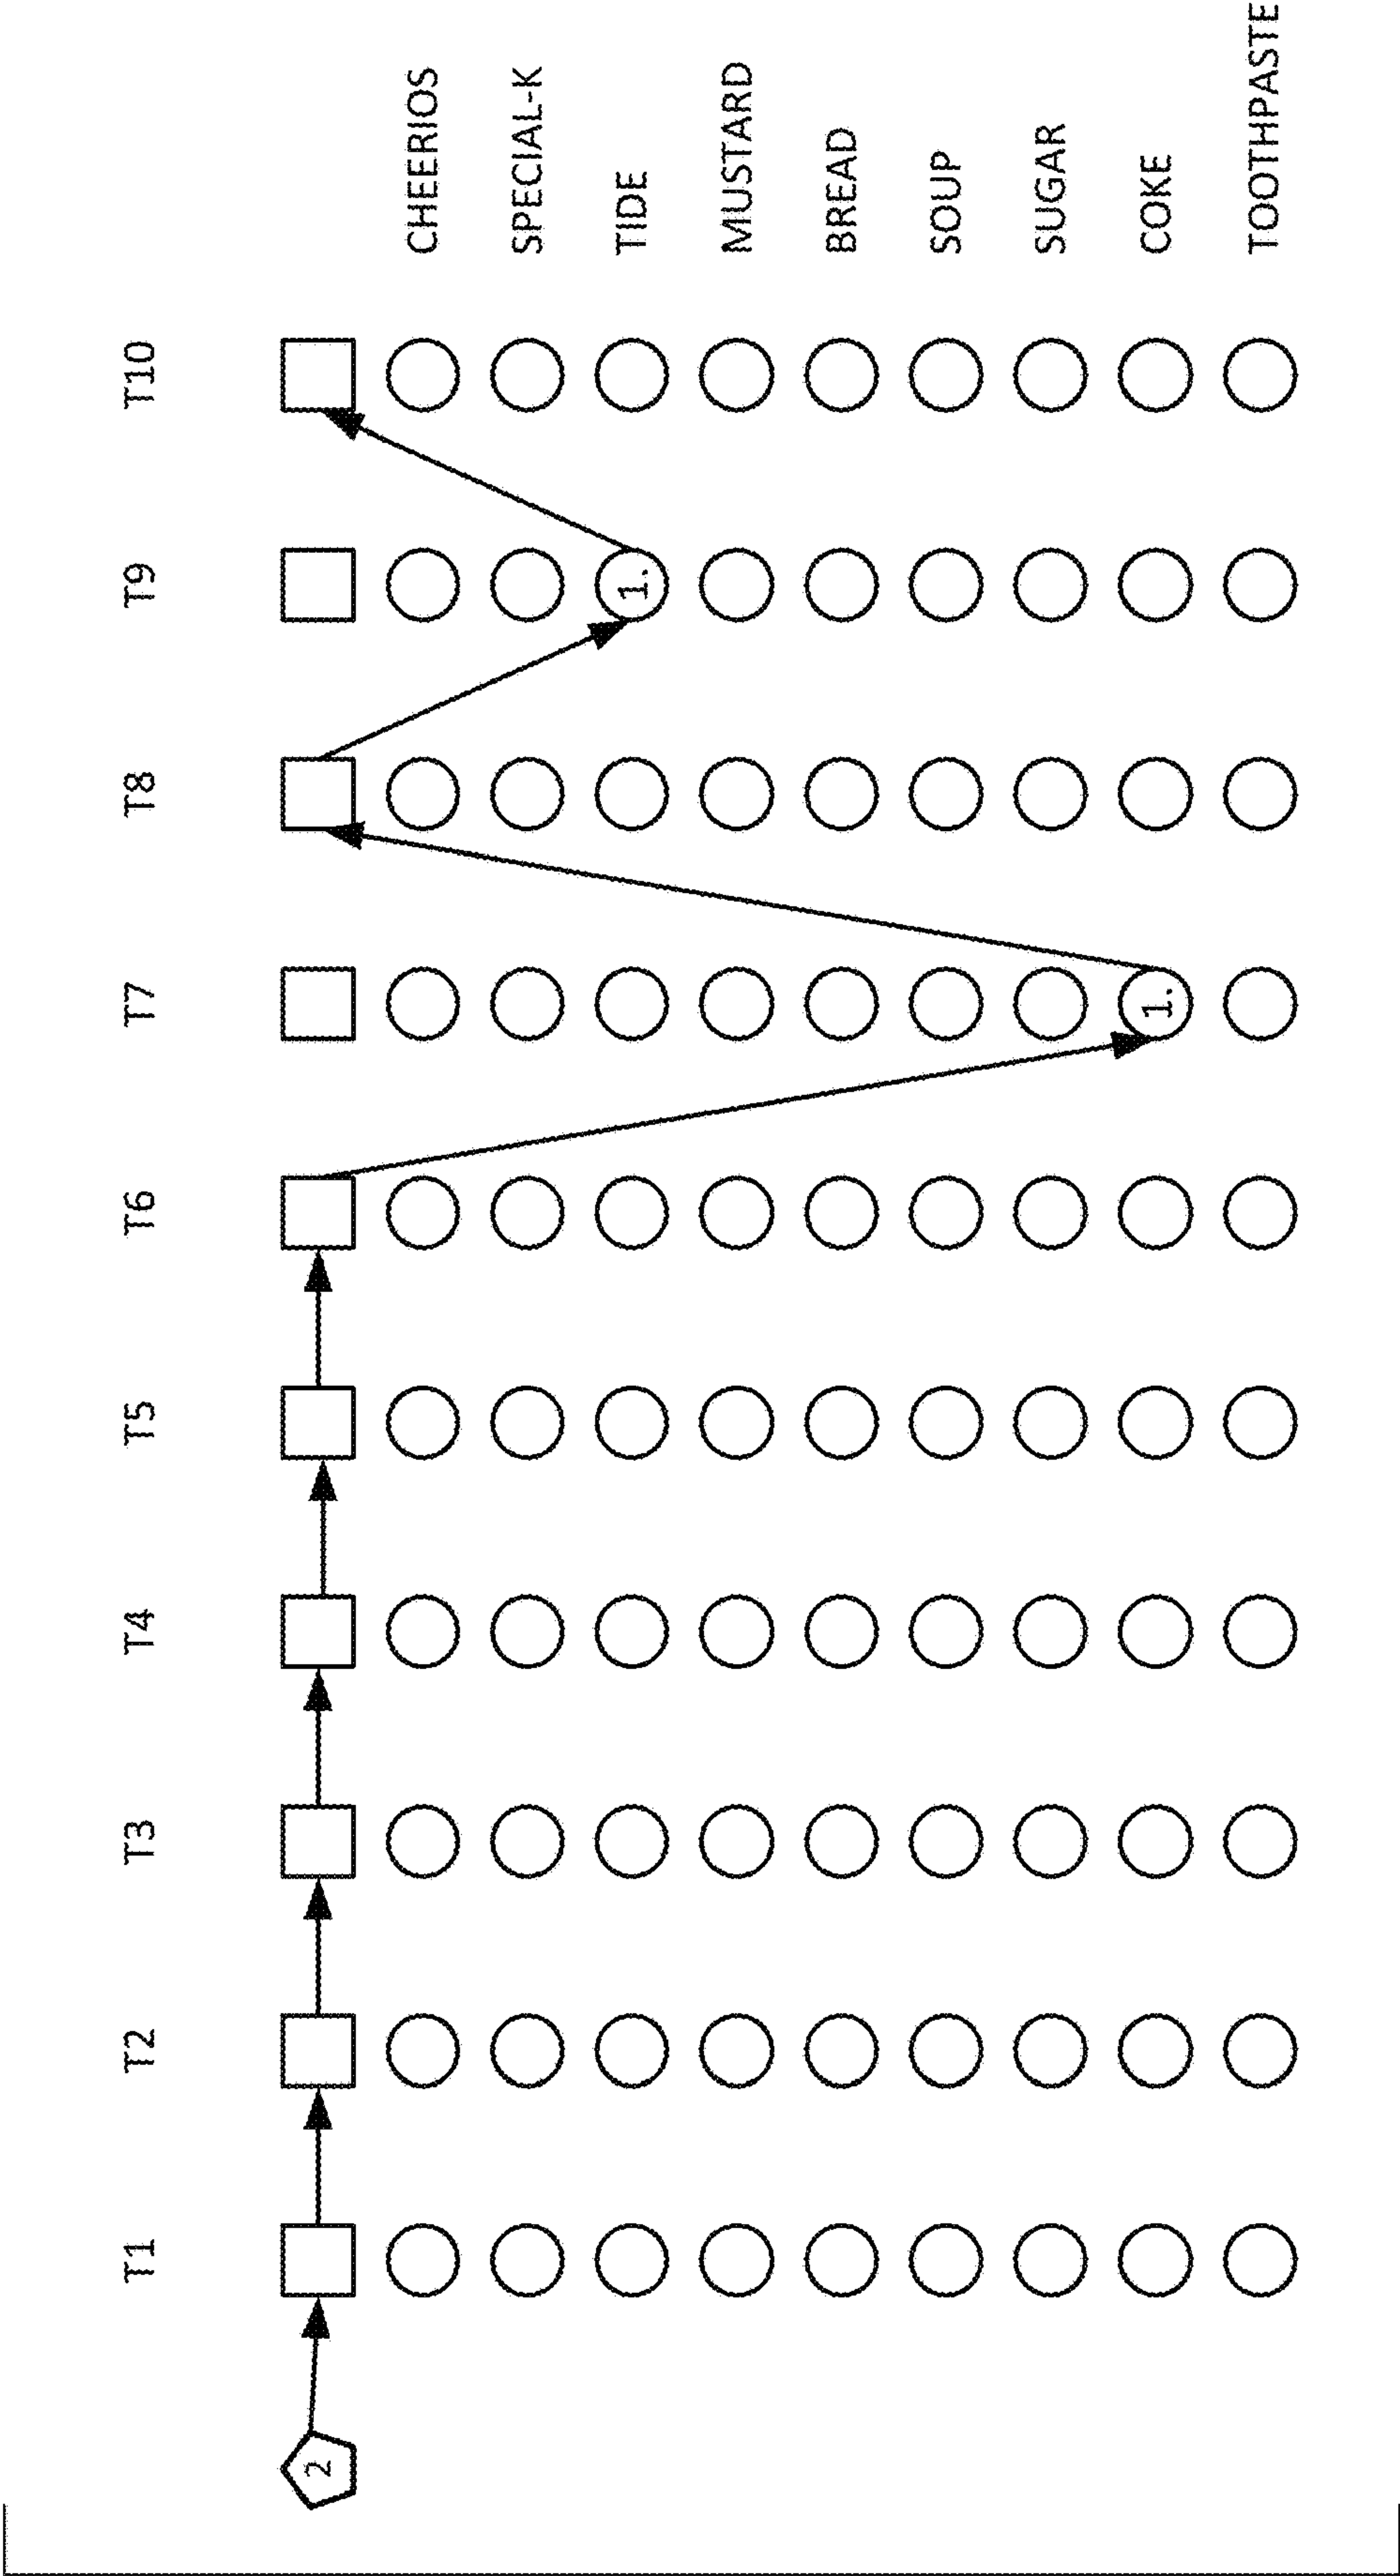 T1 T2 T3 T4 T5 T6 T7 T8 T9 T10
2
CHEERIOS
SPECIAL-K
1. TIDE
MUSTARD
BREAD
SOUP
SUGAR
1. COKE
TOOTHPASTE